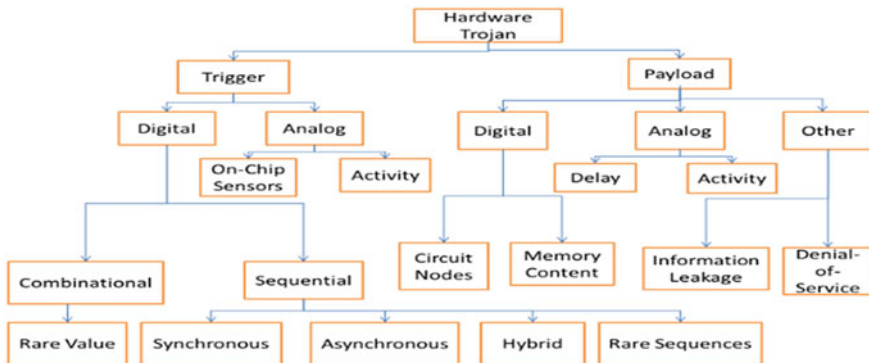 Hardware
Trojan
Trigger
Payload
Digital
Analog
Digital
Analog
Other
On-Chip
Sensors
Activity
Delay
Activity
Circuit
Nodes
Memory
Content
Information
Leakage
Denial-
of-
Service
Combinational
Sequential
Rare Value
Synchronous
Asynchronous
Hybrid
Rare Sequences